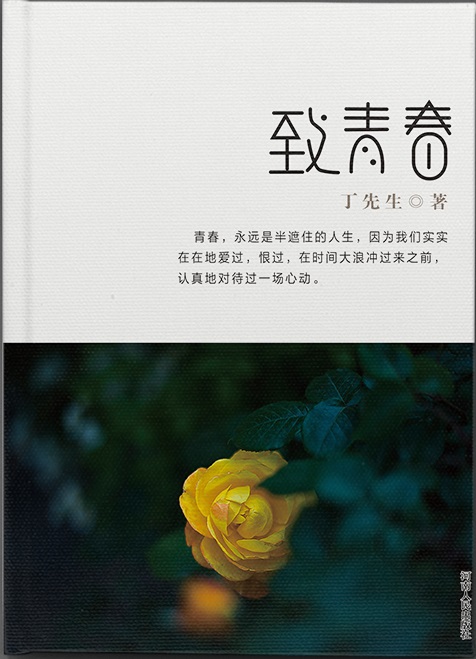 致青春
丁先生◎著
青春，永远是半遮住的人生，因为我们实实
在在地爱过，恨过，在时间大浪冲过来之前，
认真地对待过一场心动。
河南人民出版社